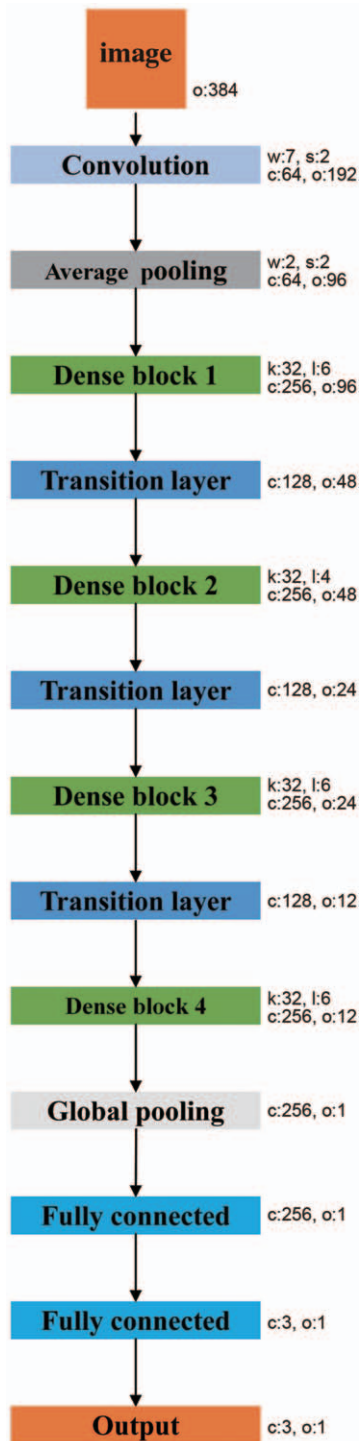 image
o:384
Convolution
w:7, s:2
c:64, o:192
Average pooling
w:2, s:2
c:64, o:96
Dense block 1
k:32, l:6
c:256, o:96
Transition layer
c:128, o:48
Dense block 2
k:32, l:4
c:256, o:48
Transition layer
c:128, o:24
Dense block 3
k:32, l:6
c:256, o:24
Transition layer
c:128, o:12
Dense block 4
k:32, l:6
c:256, o:12
Global pooling
c:256, o:1
Fully connected
c:256, o:1
Fully connected
c:3, o:1
Output
c:3, o:1